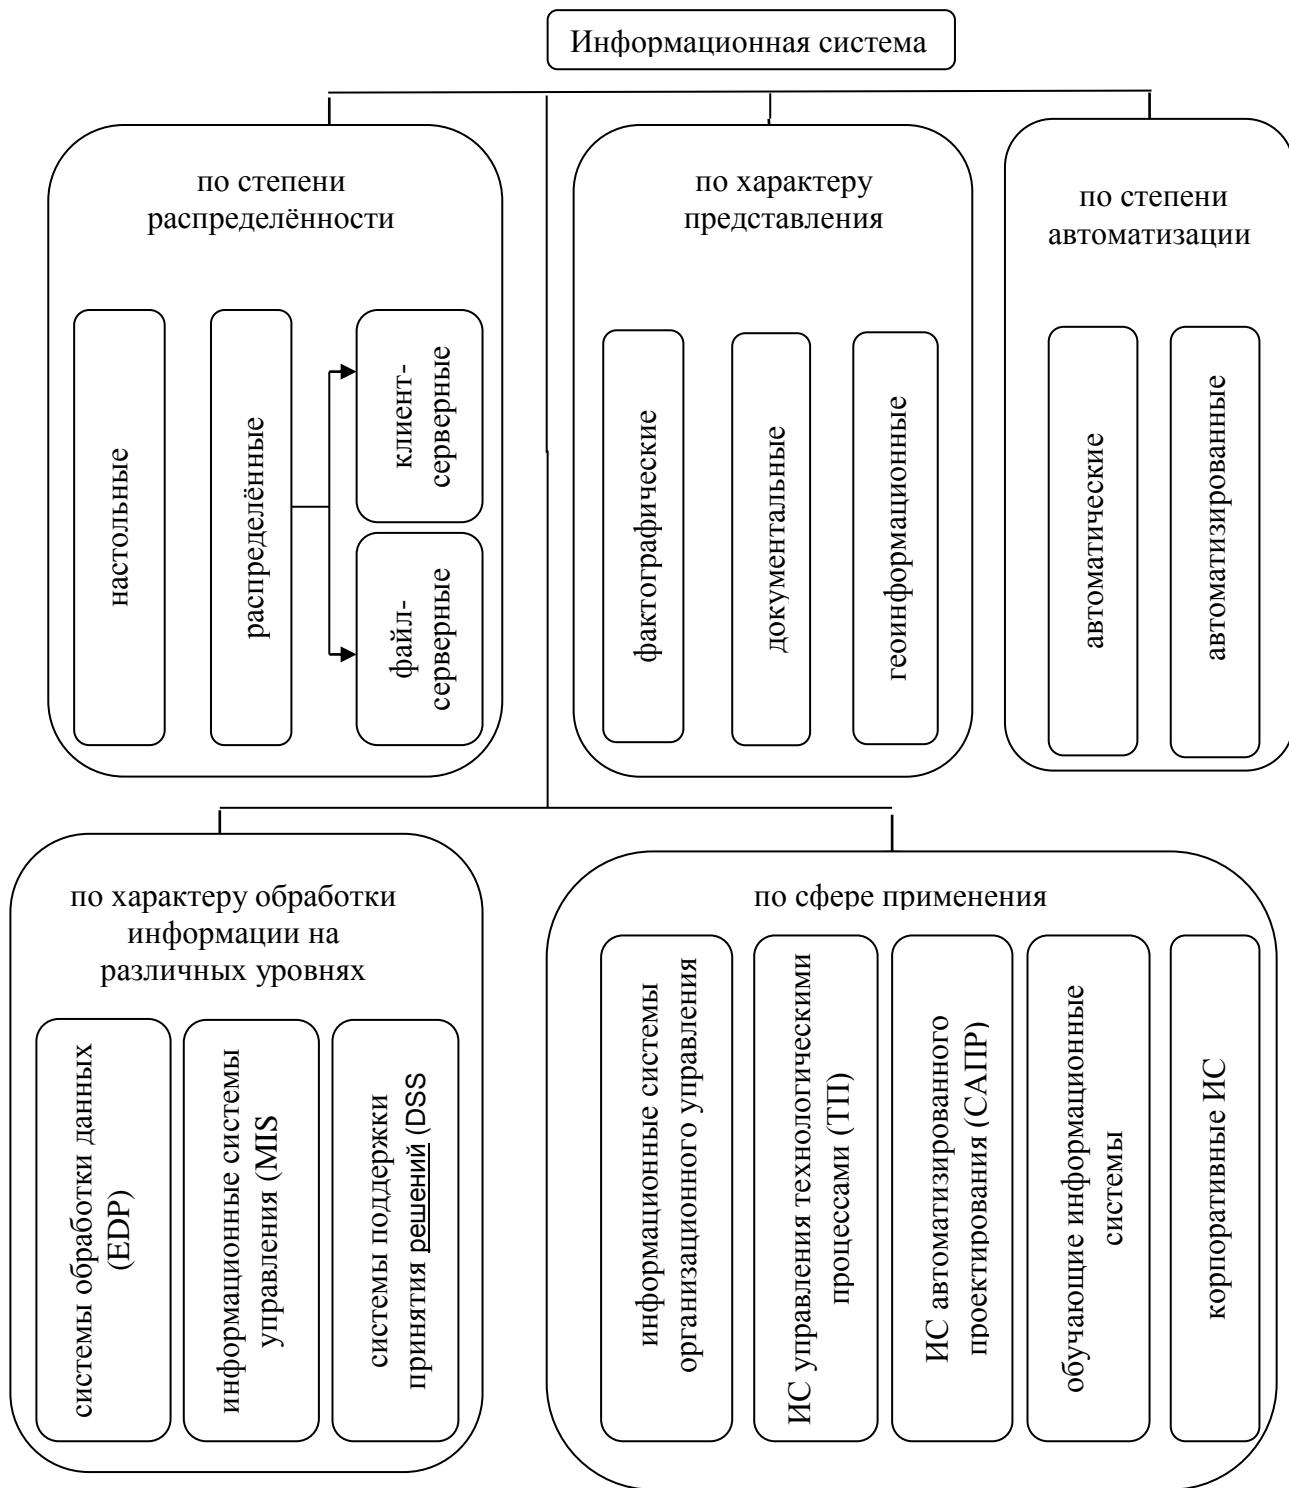 Информационная система
по степени
распределённости
настольные
распределённые
клиент-
серверные
файл-
серверные
по характеру
представления
фактографические
документальные
геоинформационные
по степени
автоматизации
автоматические
автоматизированные
по характеру обработки
информации на
различных уровнях
системы обработки данных
(EDP)
информационные системы
управления (MIS
системы поддержки
принятия решений (DSS
по сфере применения
информационные системы
организационного управления
ИС управления технологическими
процессами (ТП)
ИС автоматизированного
проектирования (САПР)
обучающие информационные
системы
корпоративные ИС